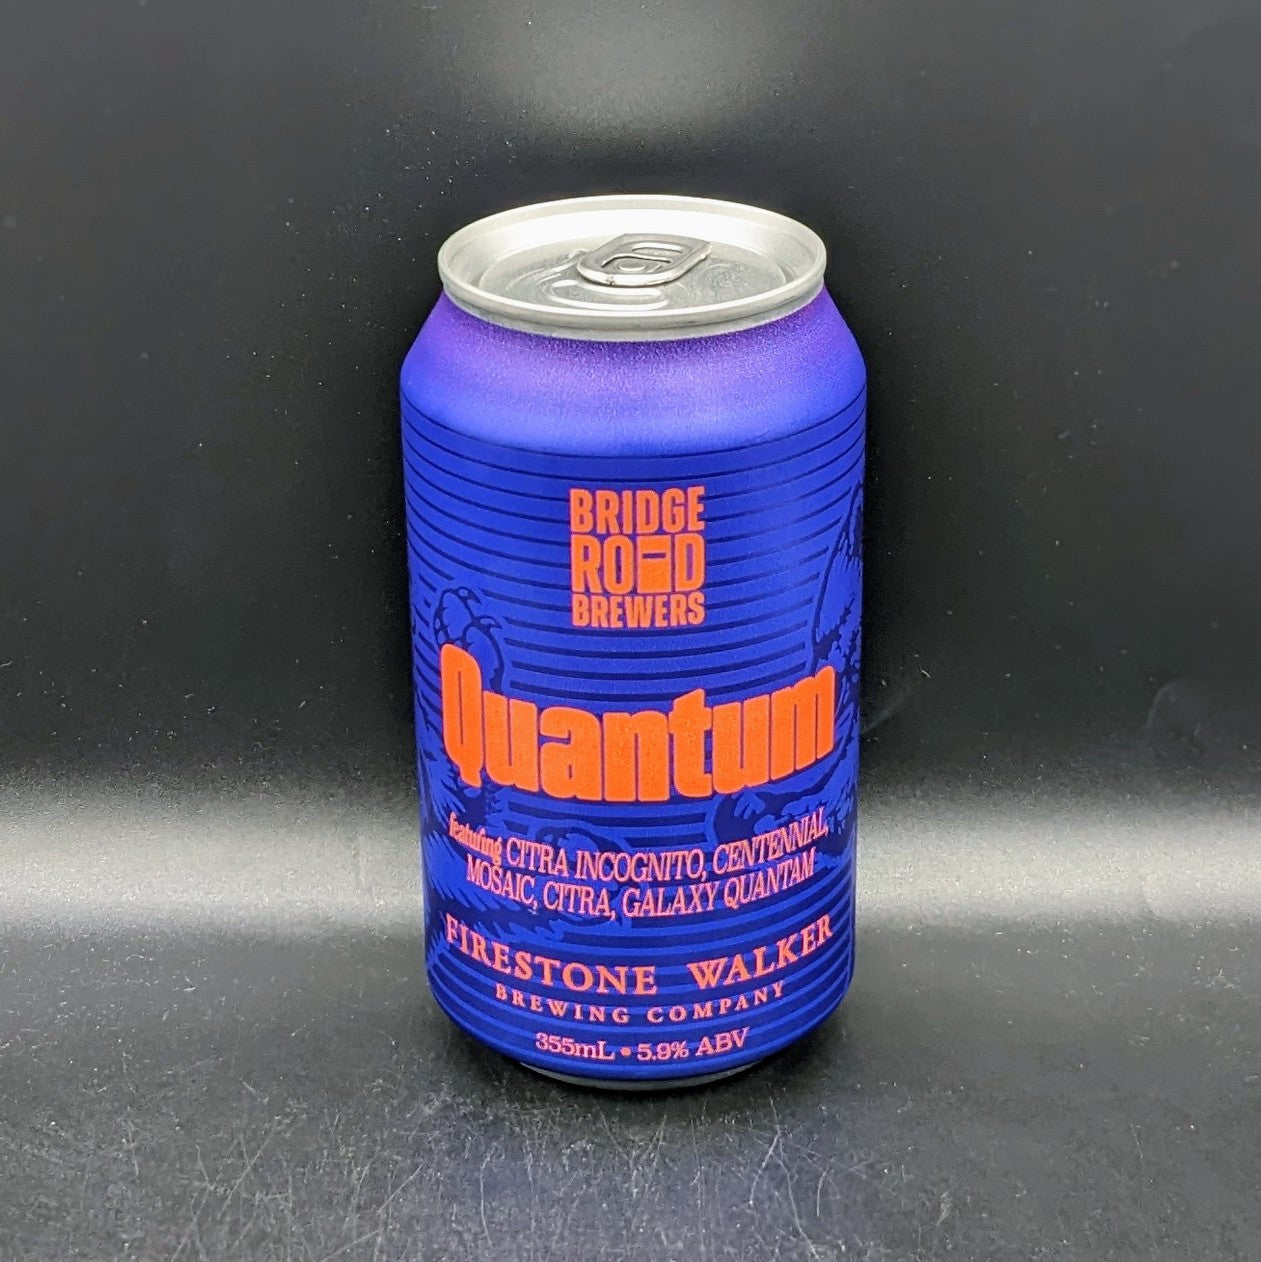 BRIDGE
ROAD
BREWERS
Quantum
featuring CITRA INCOGNITO, CENTENNIAL,
MOSAIC, CITRA, GALAXY QUANTAM
FIRESTONE WALKER
BREWING COMPANY
355mL • 5.9% ABV